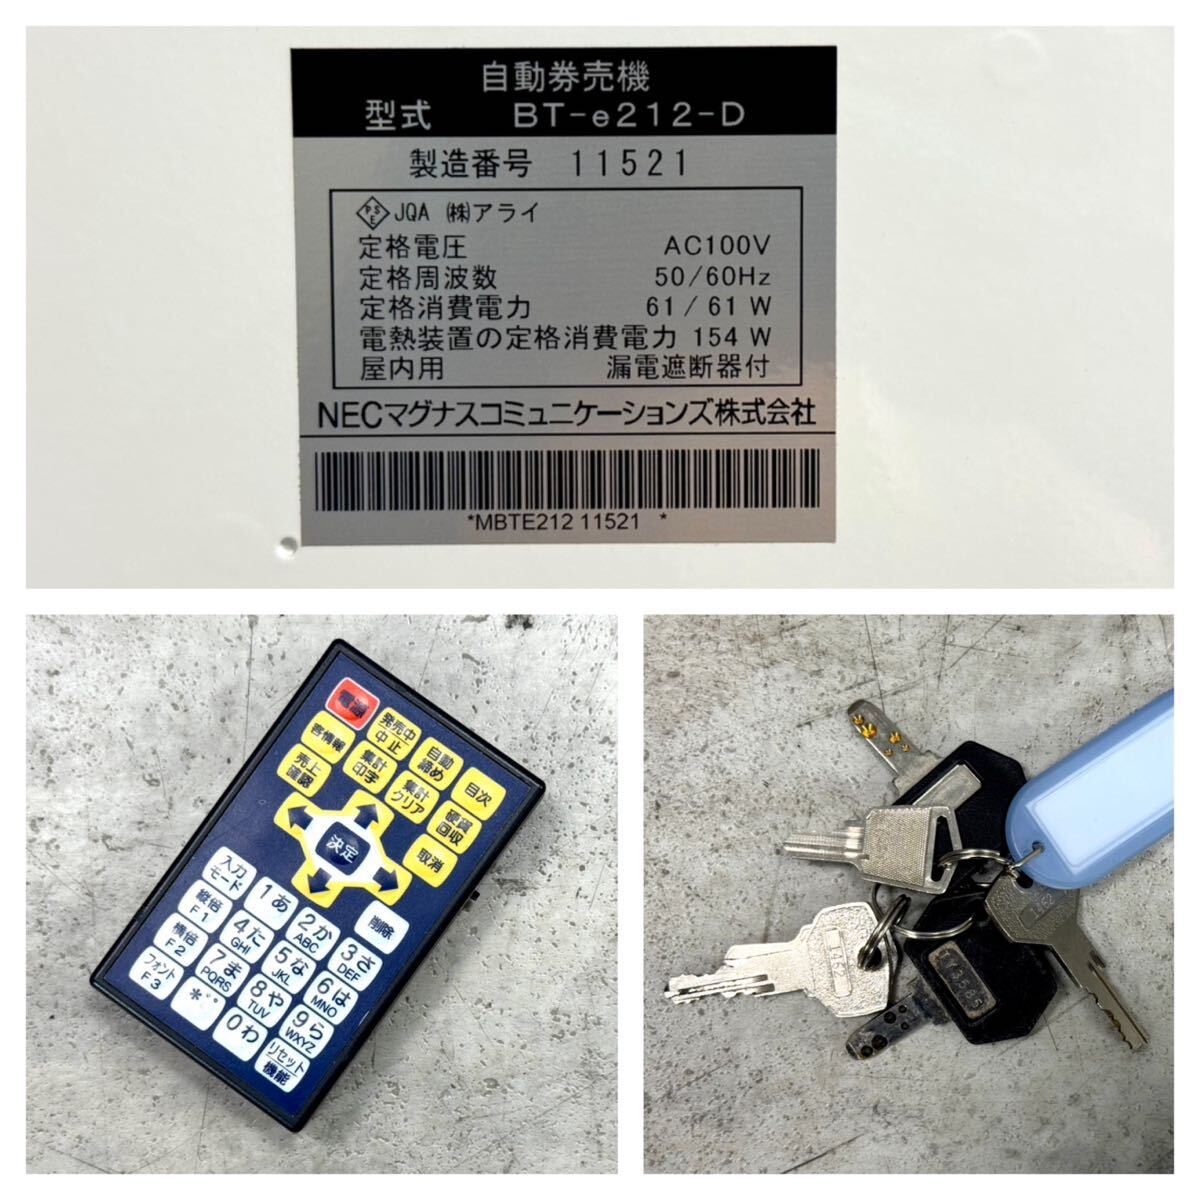 自動券売機
型式 BT-e212-D
製造番号 11521
PSE JQA ㈱アライ
定格電圧 AC100V
定格周波数 50/60Hz
定格消費電力 61/61W
電熱装置の定格消費電力 154W
屋内用 漏電遮断器付
NECマグナスコミュニケーションズ株式会社
*MBTE212 11521 *
電源
客情報
発売中
中止
売上
確認
集計
印字
自動
締め
目次
集計
クリア
硬貨
回収
決定
取消
入力
モード
1あ
2か
ABC
削除
縦倍
F1
4た
GHI
5な
JKL
3さ
DEF
横倍
F2
7ま
PQRS
8や
TUV
6は
MNO
フォント
F3
*゛゜
0わ
9ら
WXYZ
リセット
機能
TY3585